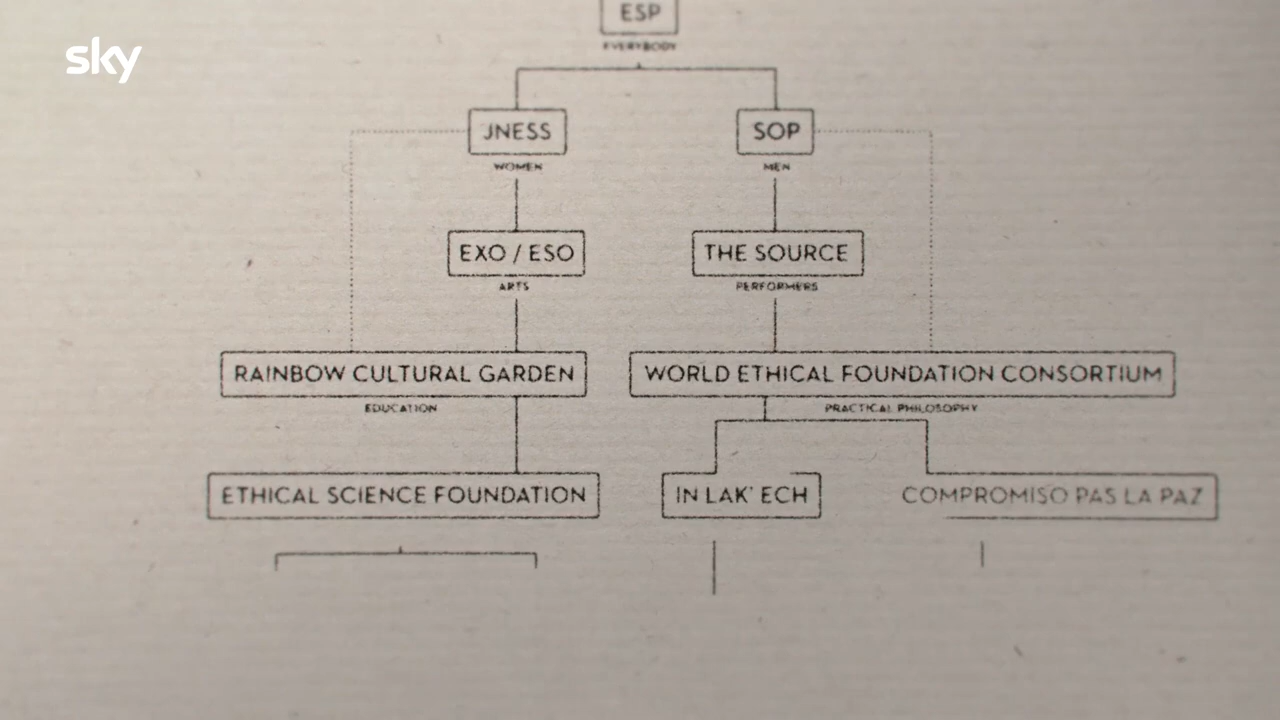 sky
ESP
EVERYBODY
JNESS
SOP
WOMEN
MEN
EXO / ESO
THE SOURCE
ARTS
PERFORMERS
RAINBOW CULTURAL GARDEN
WORLD ETHICAL FOUNDATION CONSORTIUM
EDUCATION
PRACTICAL PHILOSOPHY
ETHICAL SCIENCE FOUNDATION
IN LAK' ECH
COMPROMISO PAS LA PAZ